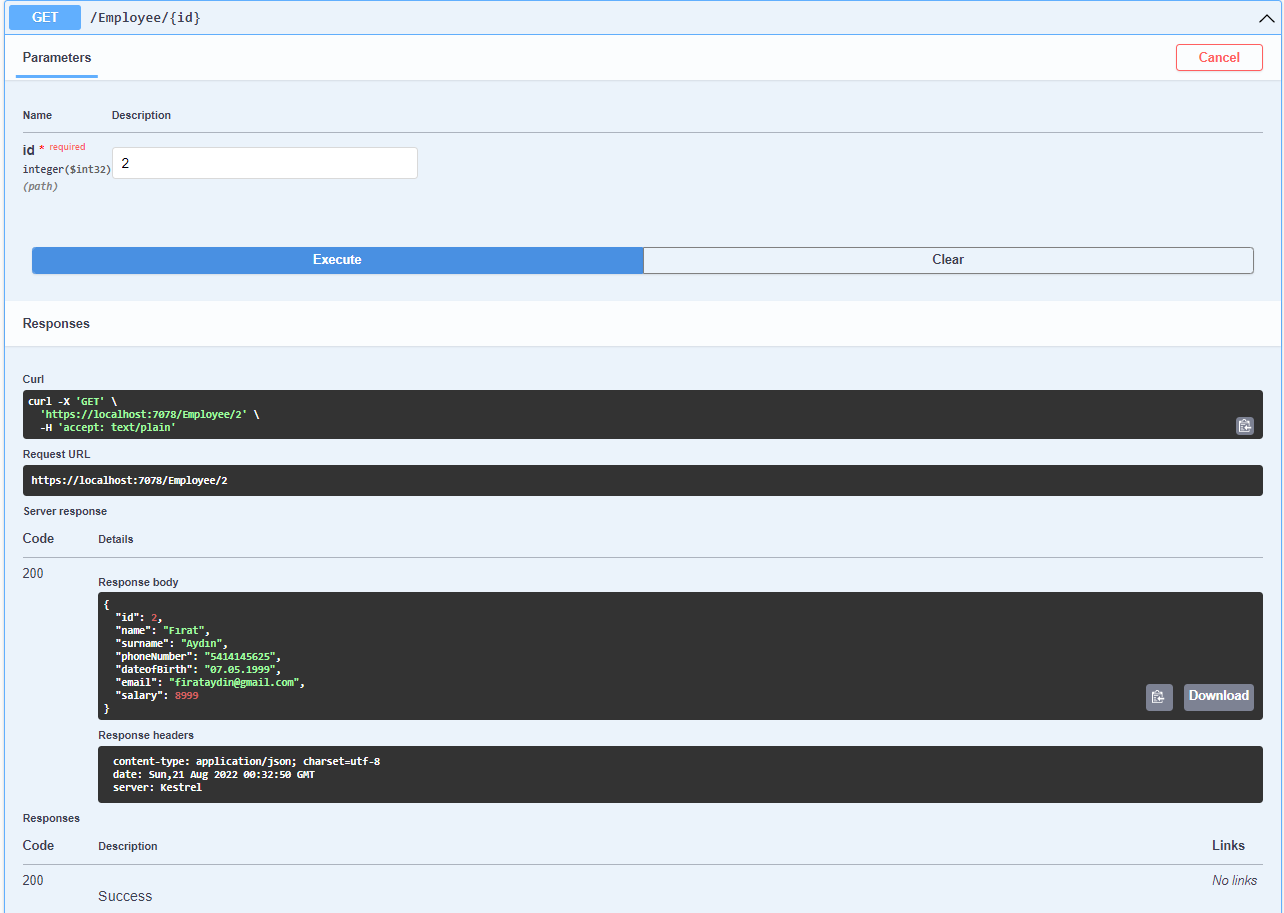 GET /Employee/{id}
Parameters
Cancel
Name Description
id * required
integer($int32)
(path)
2
Execute Clear
Responses
Curl
curl -X 'GET' \
'https://localhost:7078/Employee/2' \
-H 'accept: text/plain'
Request URL
https://localhost:7078/Employee/2
Server response
Code Details
200
Response body
{
"id": 2,
"name": "Fırat",
"surname": "Aydın",
"phoneNumber": "5414145625",
"dateofBirth": "07.05.1999",
"email": "firataydin@gmail.com",
"salary": 8999
}
Download
Response headers
content-type: application/json; charset=utf-8
date: Sun,21 Aug 2022 00:32:50 GMT
server: Kestrel
Responses
Code Description Links
200
Success
No links